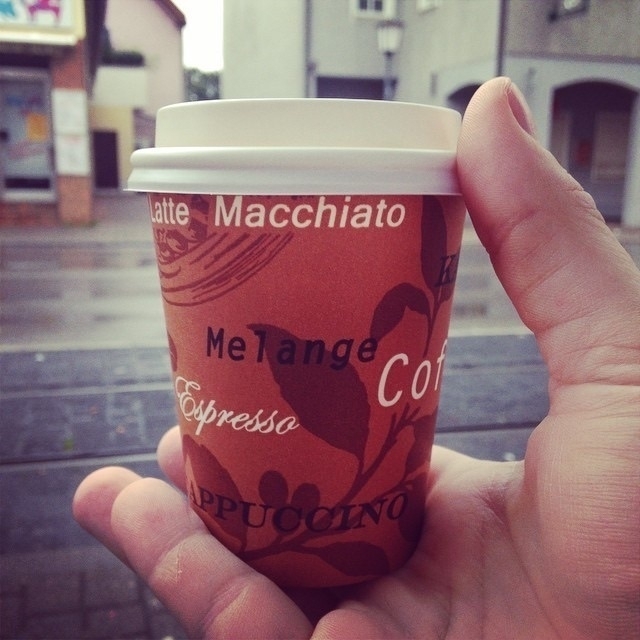 Latte Macchiato
K
Melange
Cof
Espresso
APPUCCINO